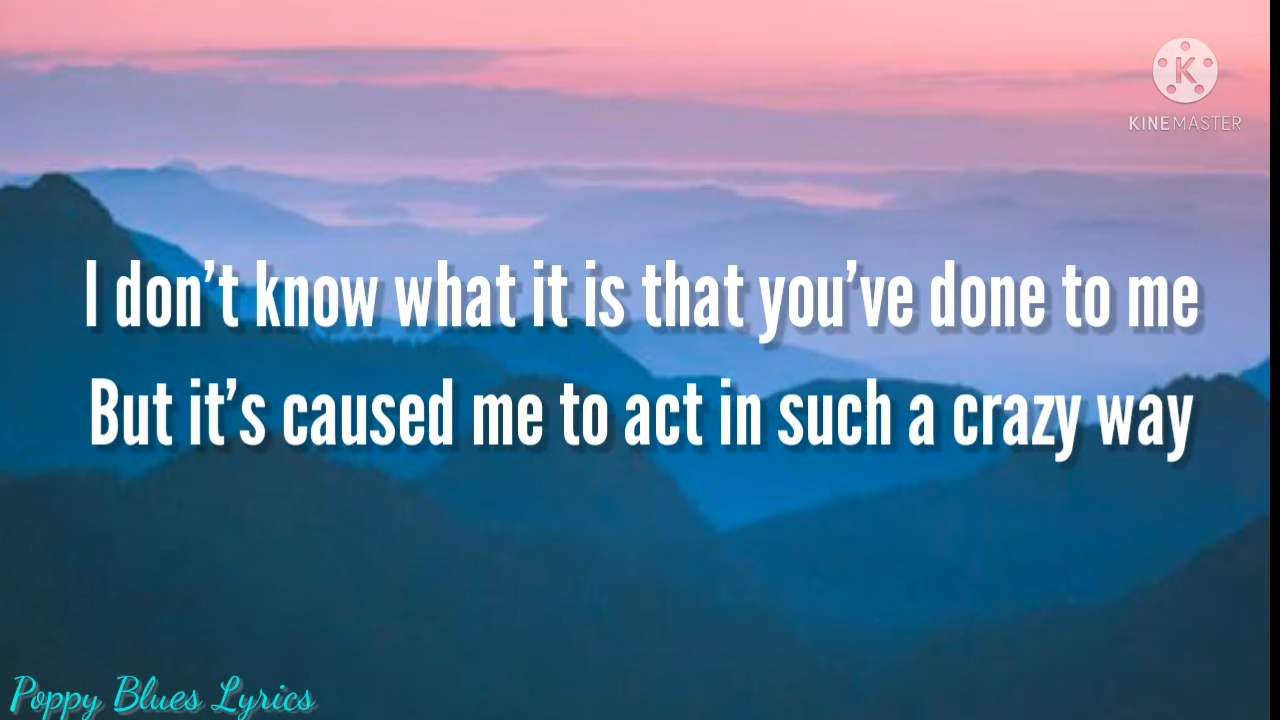 K
KINEMASTER
I don’t know what it is that you’ve done to me
But it’s caused me to act in such a crazy way
Poppy Blues Lyrics